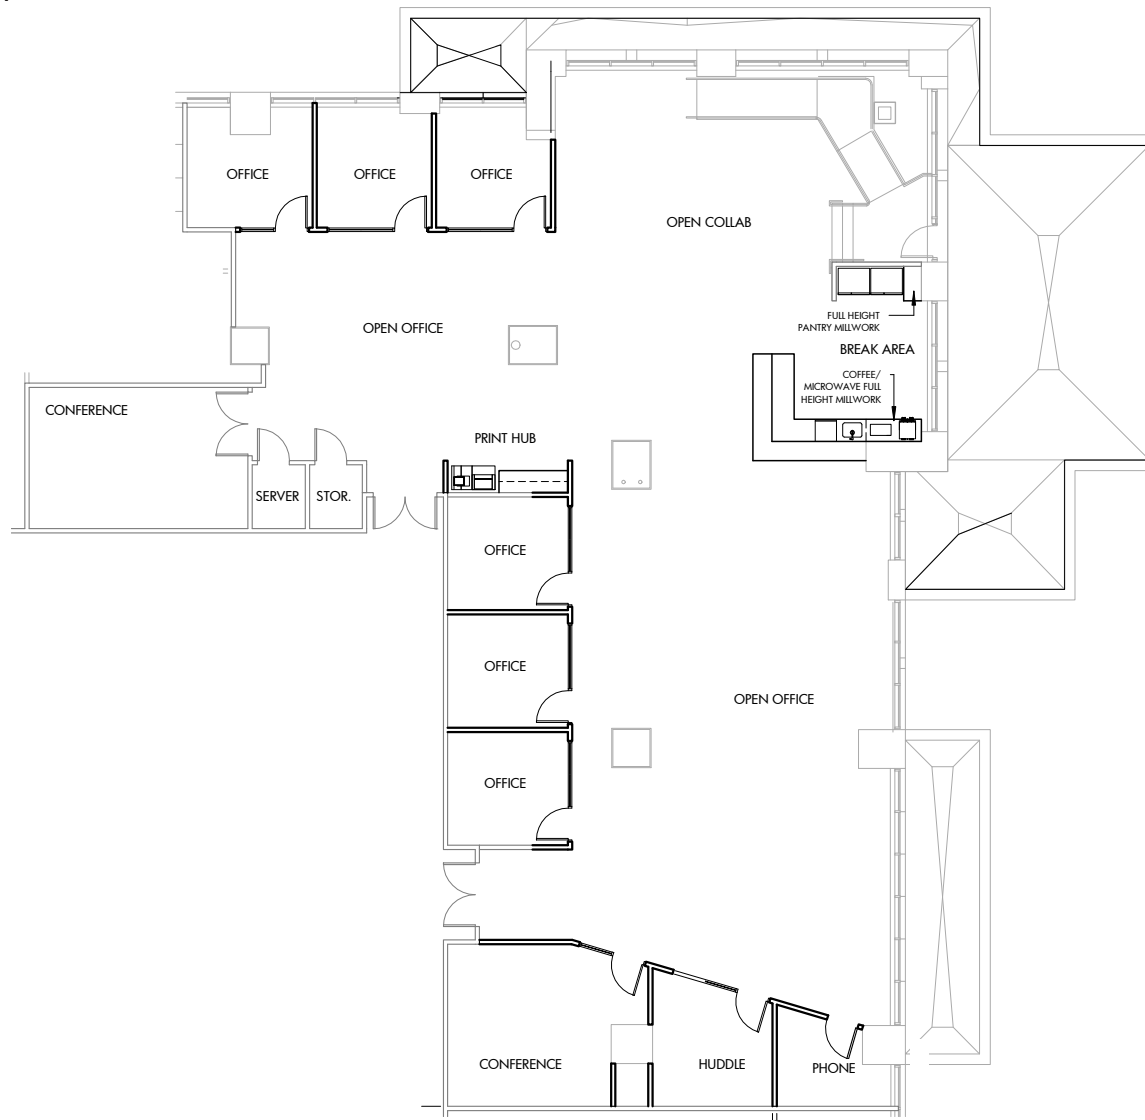 OFFICE
OFFICE
OFFICE
OPEN COLLAB
FULL HEIGHT
PANTRY MILLWORK
OPEN OFFICE
BREAK AREA
COFFEE/
MICROWAVE FULL
HEIGHT MILLWORK
CONFERENCE
PRINT HUB
SERVER
STOR.
OFFICE
OFFICE
OPEN OFFICE
OFFICE
CONFERENCE
HUDDLE
PHONE